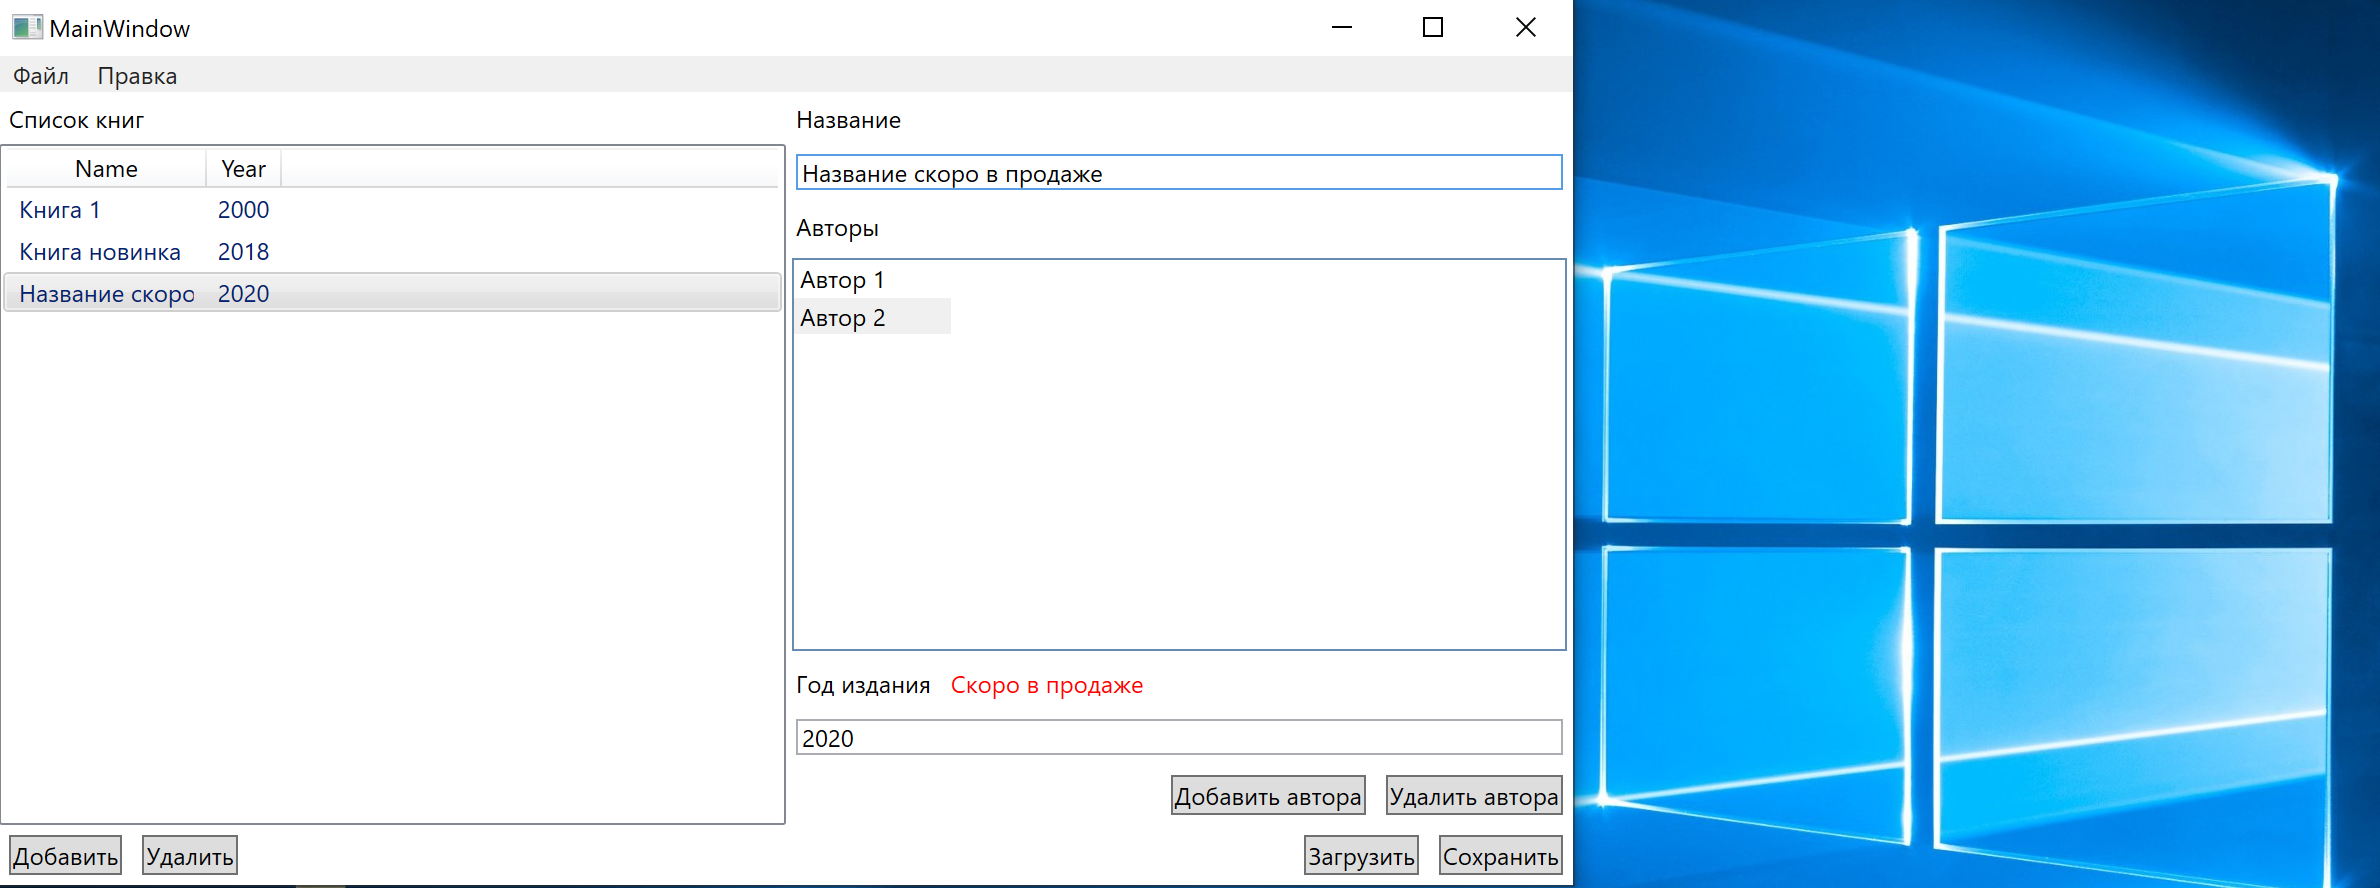 MainWindow
Файл Правка
Список книг
Name Year
Книга 1 2000
Книга новинка 2018
Название скоро 2020
Добавить Удалить
Название
Название скоро в продаже
Авторы
Автор 1
Автор 2
Год издания Скоро в продаже
2020
Добавить автора Удалить автора
Загрузить Сохранить